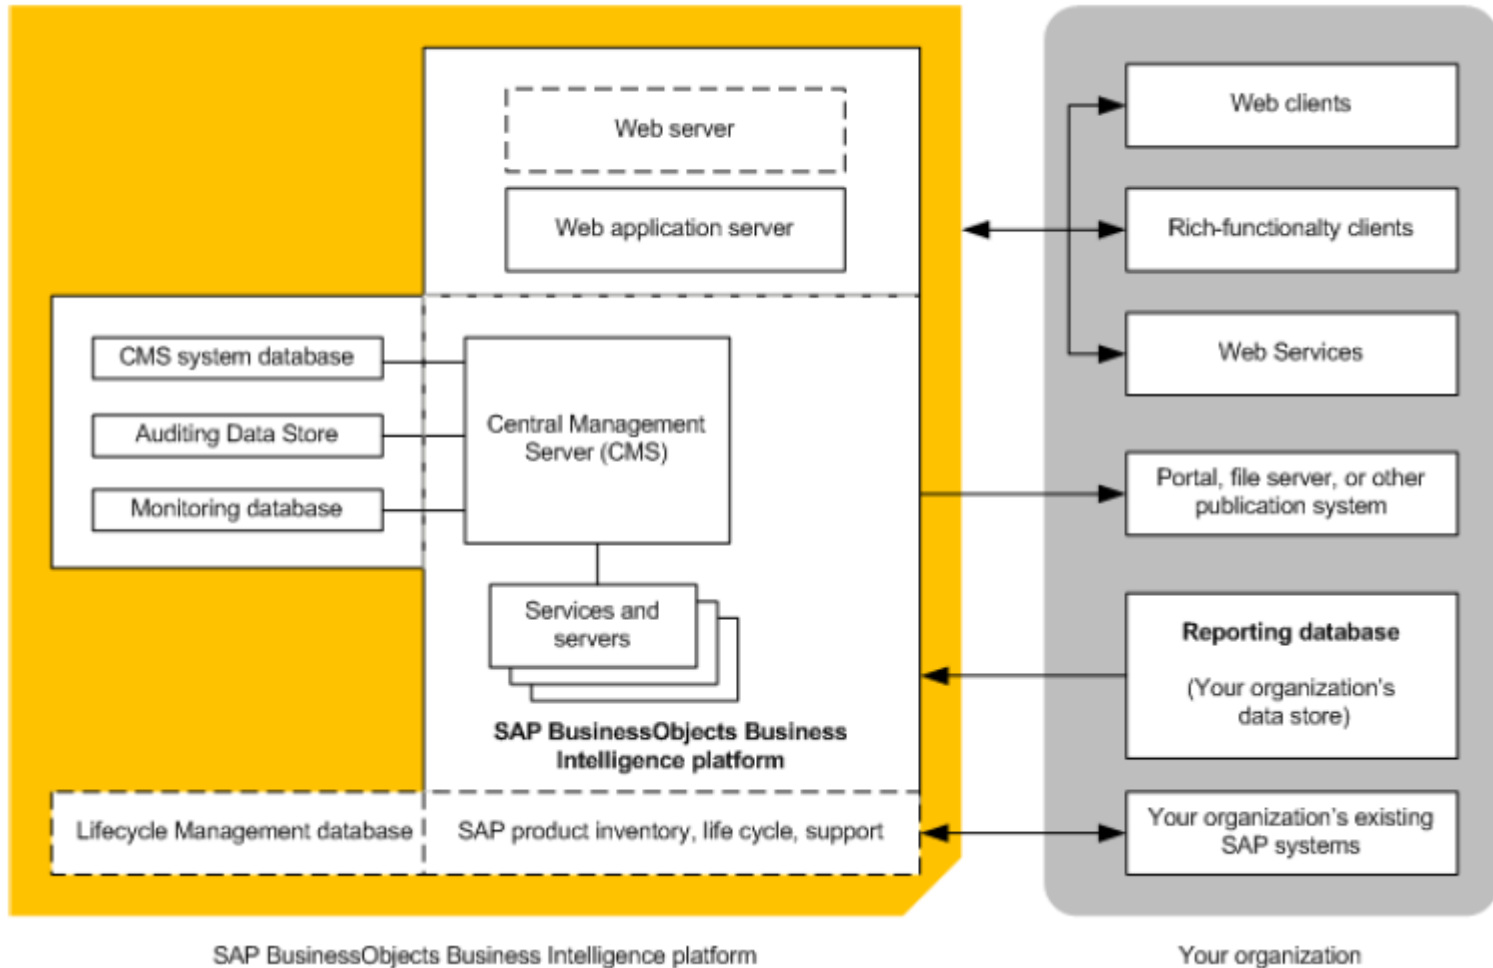 Web server
Web application server
CMS system database
Auditing Data Store
Monitoring database
Central Management
Server (CMS)
Services and
servers
SAP BusinessObjects Business
Intelligence platform
Lifecycle Management database
SAP product inventory, life cycle, support
Web clients
Rich-functionalty clients
Web Services
Portal, file server, or other
publication system
Reporting database
(Your organization's
data store)
Your organization's existing
SAP systems
SAP BusinessObjects Business Intelligence platform
Your organization